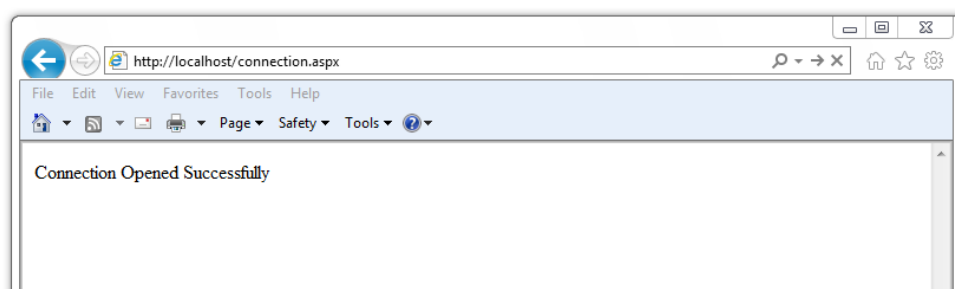 http://localhost/connection.aspx
File Edit View Favorites Tools Help
Page Safety Tools
Connection Opened Successfully